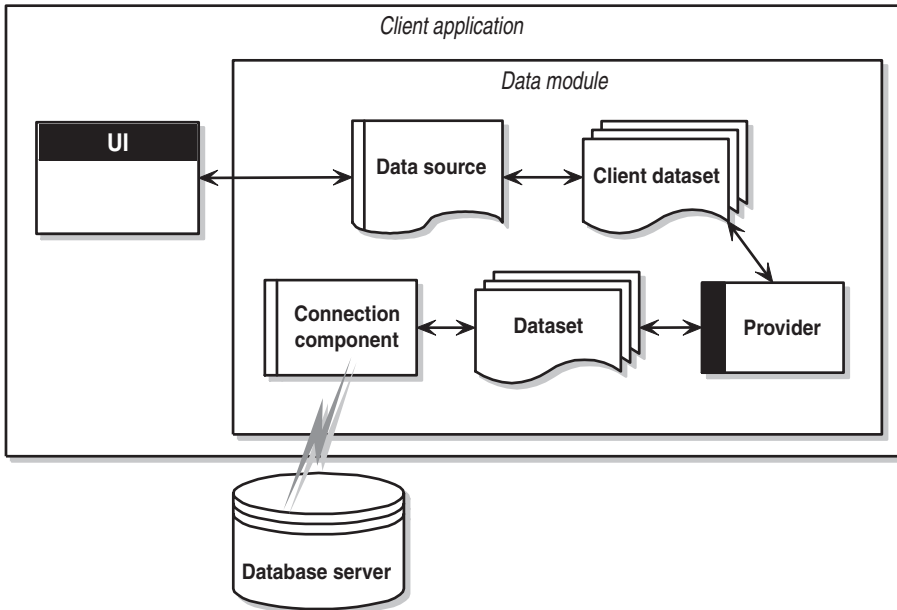 Client application
Data module
UI
Data source
Client dataset
Connection
component
Dataset
Provider
Database server